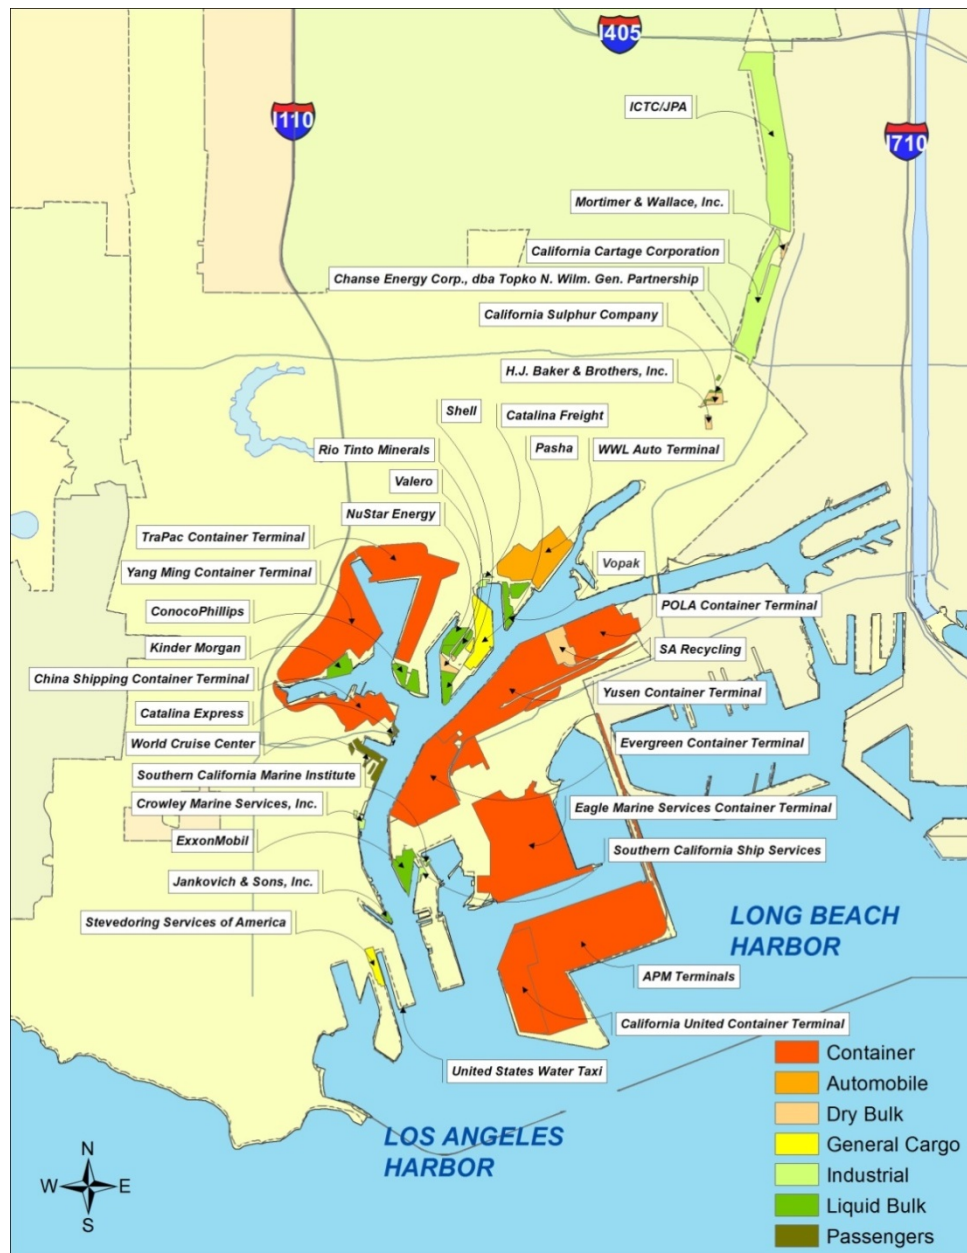 I405
I110
I710
ICTC/JPA
Mortimer & Wallace, Inc.
California Cartage Corporation
Chanse Energy Corp., dba Topko N. Wilm. Gen. Partnership
California Sulphur Company
H.J. Baker & Brothers, Inc.
Shell
Catalina Freight
Rio Tinto Minerals
Pasha
WWL Auto Terminal
Valero
NuStar Energy
TraPac Container Terminal
Vopak
Yang Ming Container Terminal
ConocoPhillips
POLA Container Terminal
Kinder Morgan
SA Recycling
China Shipping Container Terminal
Yusen Container Terminal
Catalina Express
World Cruise Center
Evergreen Container Terminal
Southern California Marine Institute
Crowley Marine Services, Inc.
Eagle Marine Services Container Terminal
ExxonMobil
Southern California Ship Services
Jankovich & Sons, Inc.
Stevedoring Services of America
LONG BEACH
HARBOR
APM Terminals
California United Container Terminal
United States Water Taxi
LOS ANGELES
HARBOR
N
W
E
S
Container
Automobile
Dry Bulk
General Cargo
Industrial
Liquid Bulk
Passengers